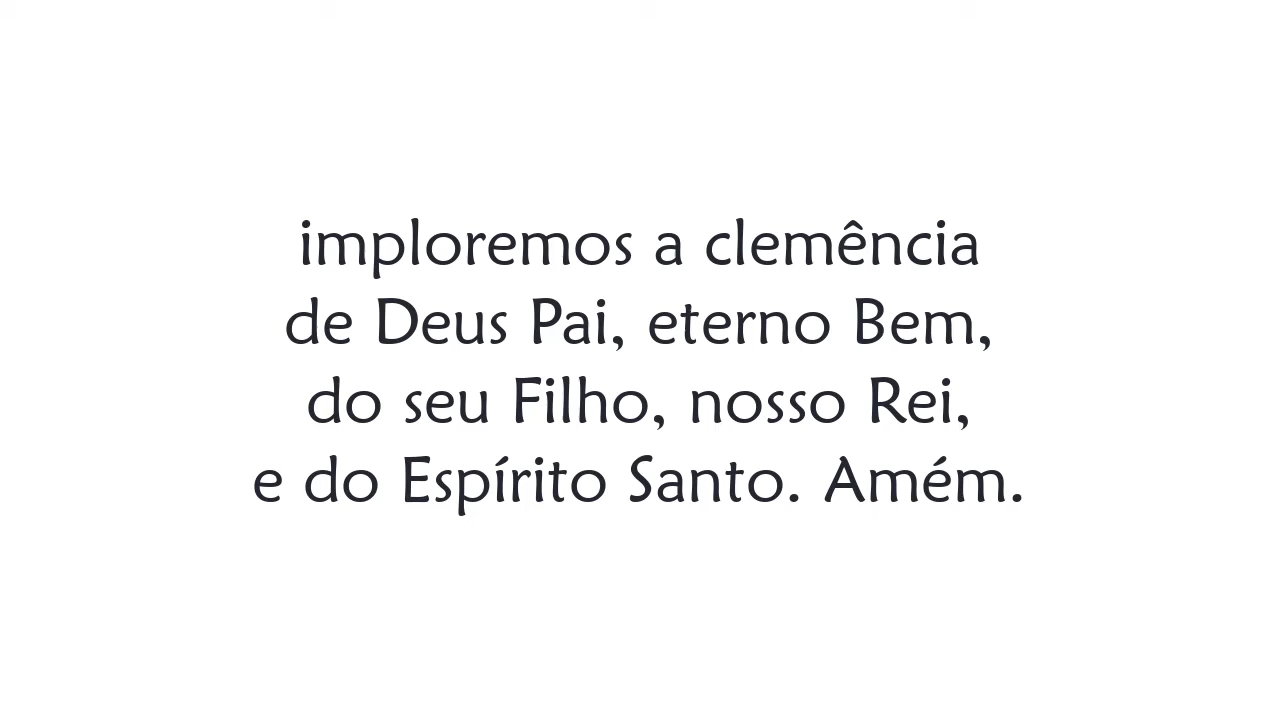 imploremos a clemência
de Deus Pai, eterno Bem,
do seu Filho, nosso Rei,
e do Espírito Santo. Amém.